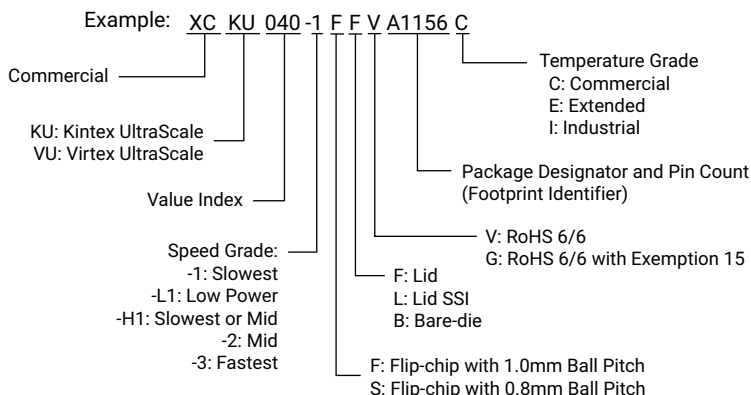 Example: XC KU 040 -1 F F V A1156 C
Commercial
KU: Kintex UltraScale
VU: Virtex UltraScale
Value Index
Speed Grade:
-1: Slowest
-L1: Low Power
-H1: Slowest or Mid
-2: Mid
-3: Fastest
Temperature Grade
C: Commercial
E: Extended
I: Industrial
Package Designator and Pin Count
(Footprint Identifier)
V: RoHS 6/6
G: RoHS 6/6 with Exemption 15
F: Lid
L: Lid SSI
B: Bare-die
F: Flip-chip with 1.0mm Ball Pitch
S: Flip-chip with 0.8mm Ball Pitch